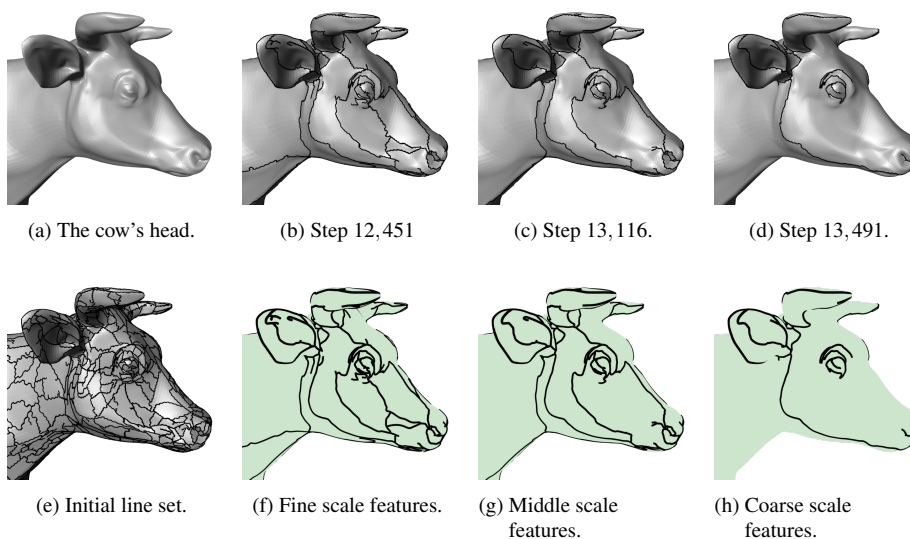 (a) The cow's head.
(b) Step 12,451
(c) Step 13,116.
(d) Step 13,491.
(e) Initial line set.
(f) Fine scale features.
(g) Middle scale
features.
(h) Coarse scale
features.